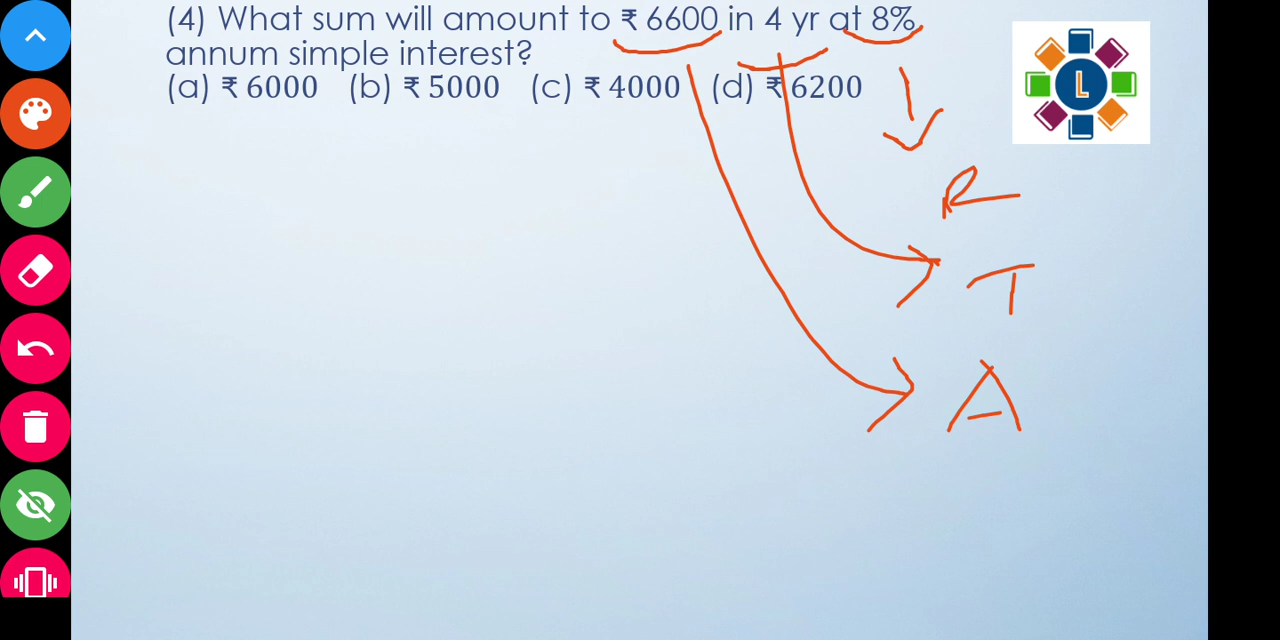 (4) What sum will amount to ₹ 6600 in 4 yr at 8%
annum simple interest?
(a) ₹ 6000 (b) ₹ 5000 (c) ₹ 4000 (d) ₹ 6200
L
R
T
A